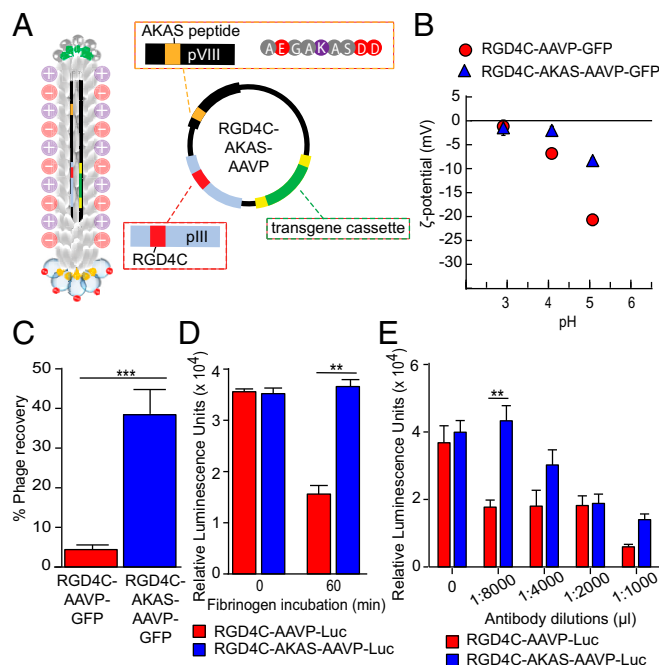 A
AKAS peptide
pVIII
A E G A K A S D D
RGD4C-
AKAS-
AAVP
pIII
RGD4C
transgene cassette
B
RGD4C-AAVP-GFP
RGD4C-AKAS-AAVP-GFP
ζ-potential (mV)
5
0
-5
-10
-15
-20
-25
-30
3 4 5 6
pH
C
% Phage recovery
50
40
30
20
10
0
***
RGD4C-
AAVP-
GFP
RGD4C-
AKAS-
AAVP-
GFP
D
Relative Luminescence Units (x 10⁴)
4
3
2
1
0
**
0 60
Fibrinogen incubation (min)
RGD4C-AAVP-Luc
RGD4C-AKAS-AAVP-Luc
E
Relative Luminescence Units (x 10⁴)
6
4
2
0
**
0 1:8000 1:4000 1:2000 1:1000
Antibody dilutions (µl)
RGD4C-AAVP-Luc
RGD4C-AKAS-AAVP-Luc